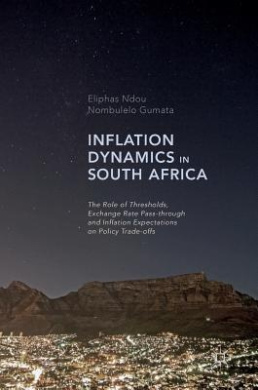 Eliphas Ndou
Nombulelo Gumata
INFLATION
DYNAMICS IN
SOUTH AFRICA
The Role of Thresholds,
Exchange Rate Pass-through
and Inflation Expectations
on Policy Trade-offs